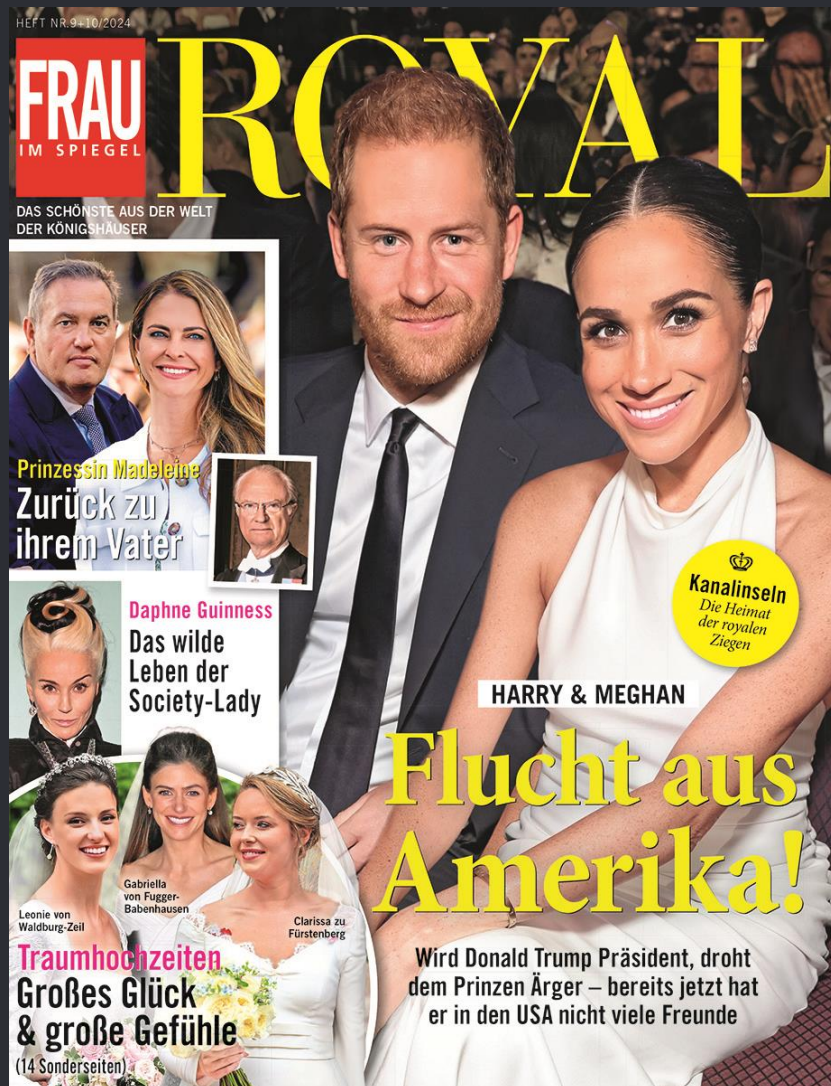 HEFT NR.9+10/2024
FRAU
IM SPIEGEL
ROYAL
DAS SCHÖNSTE AUS DER WELT
DER KÖNIGSHÄUSER
Prinzessin Madeleine
Zurück zu
ihrem Vater
Daphne Guinness
Das wilde
Leben der
Society-Lady
Kanalinseln
Die Heimat
der royalen
Ziegen
HARRY & MEGHAN
Flucht aus
Amerika!
Wird Donald Trump Präsident, droht
dem Prinzen Ärger – bereits jetzt hat
er in den USA nicht viele Freunde
Leonie von
Waldburg-Zeil
Gabriella
von Fugger-
Babenhausen
Clarissa zu
Fürstenberg
Traumhochzeiten
Großes Glück
& große Gefühle
(14 Sonderseiten)